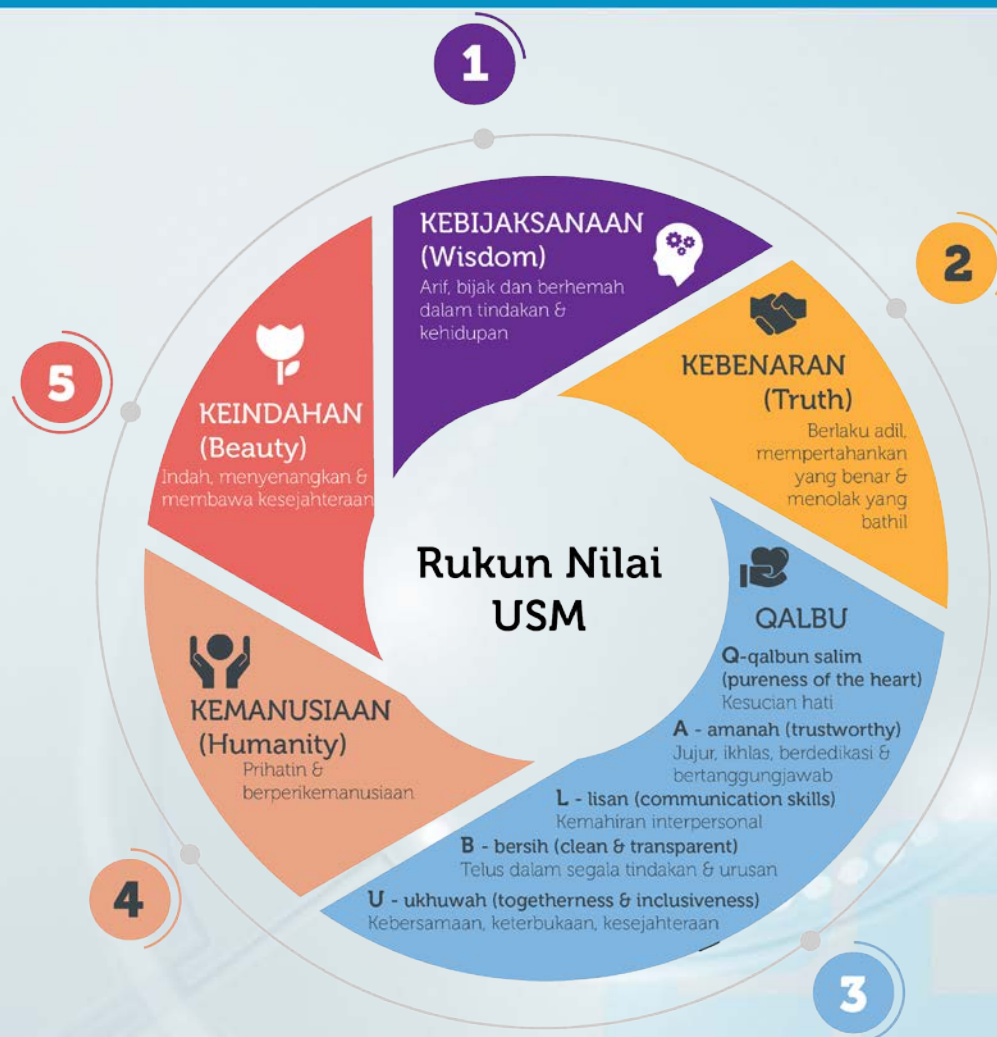 1
KEBIJAKSANAAN
(Wisdom)
Arif, bijak dan berhemah
dalam tindakan &
kehidupan
2
KEBENARAN
(Truth)
Berlaku adil,
mempertahankan
yang benar &
menolak yang
bathil
Rukun Nilai
USM
3
QALBU
Q-qalbun salim
(pureness of the heart)
Kesucian hati
A - amanah (trustworthy)
Jujur, ikhlas, berdedikasi &
bertanggungjawab
L - lisan (communication skills)
Kemahiran interpersonal
B - bersih (clean & transparent)
Telus dalam segala tindakan & urusan
U - ukhuwah (togetherness & inclusiveness)
Kebersamaan, keterbukaan, kesejahteraan
4
KEMANUSIAAN
(Humanity)
Prihatin &
berperikemanusiaan
5
KEINDAHAN
(Beauty)
Indah, menyenangkan &
membawa kesejahteraan